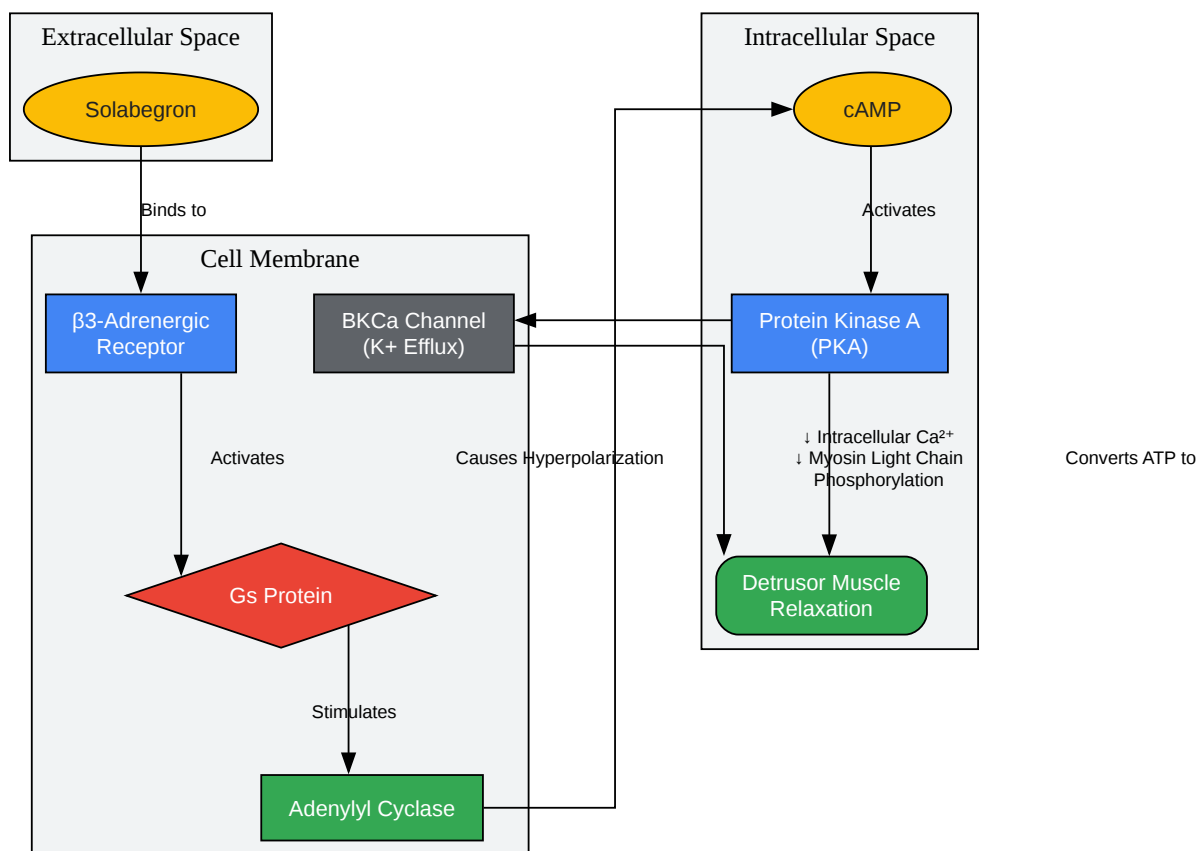 Extracellular Space
Solabegron
Binds to
Cell Membrane
β3-Adrenergic
Receptor
BKCa Channel
(K+ Efflux)
Activates
Causes Hyperpolarization
Gs Protein
Stimulates
Adenylyl Cyclase
Intracellular Space
cAMP
Activates
Protein Kinase A
(PKA)
↓ Intracellular Ca²⁺
↓ Myosin Light Chain
Phosphorylation
Converts ATP to
Detrusor Muscle
Relaxation